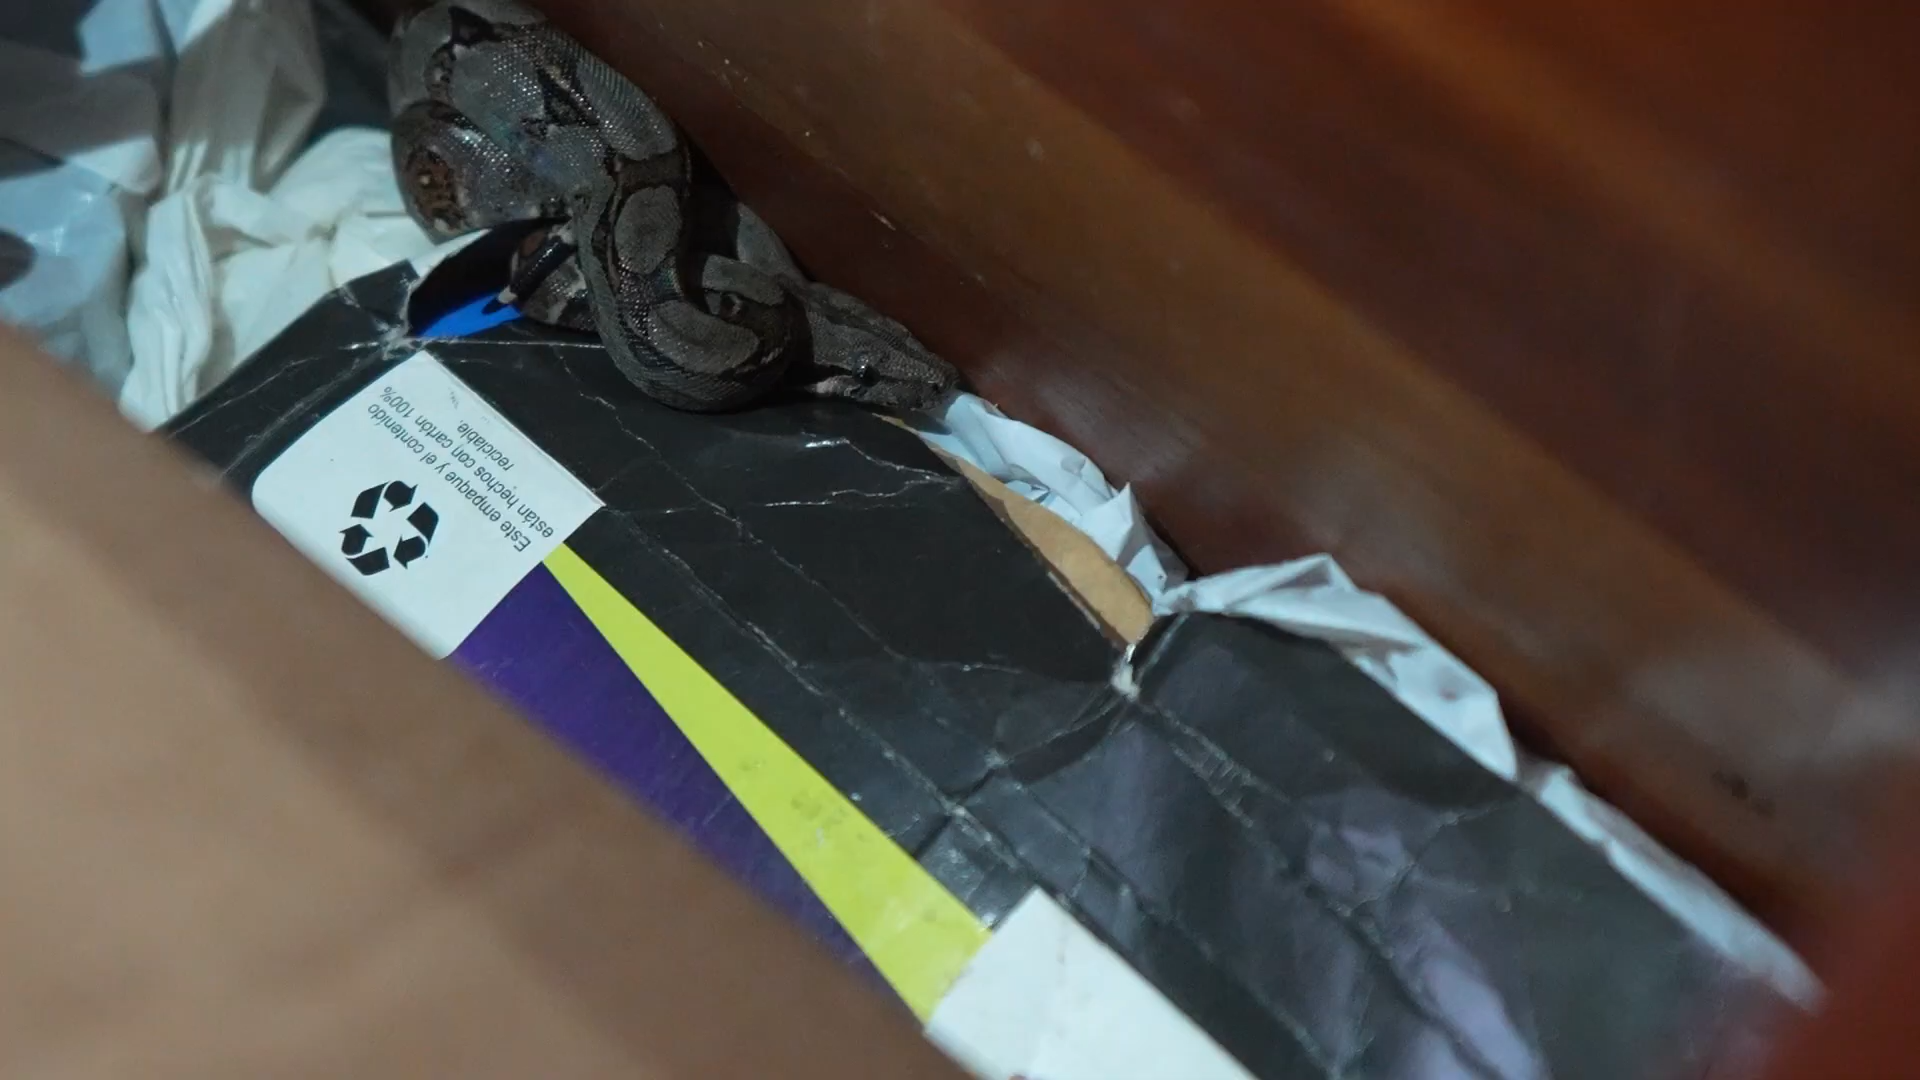 Este empaque y el contenido
están hechos con cartón 100%
reciclable.